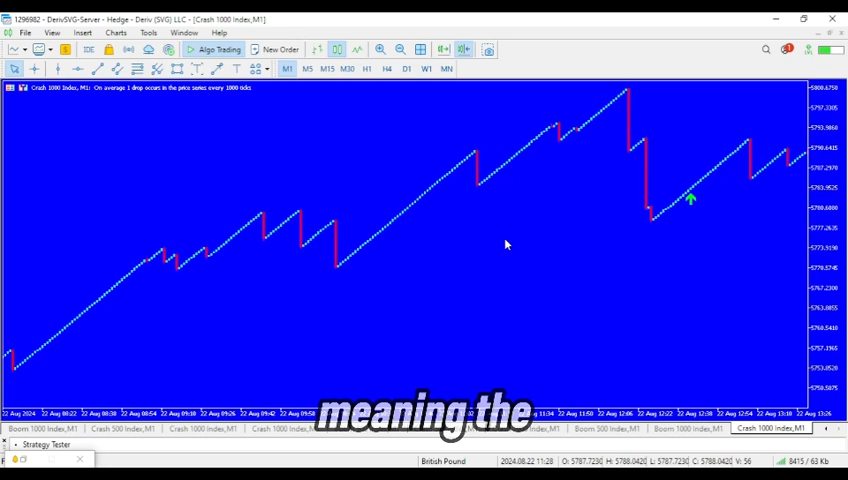 1296982 - DerivSVG-Server - Hedge - Deriv (SVG) LLC - [Crash 1000 Index,M1]
File View Insert Charts Tools Window Help
IDE Algo Trading New Order
M1 M5 M15 M30 H1 H4 D1 W1 MN
Crash 1000 Index, M1: On average 1 drop occurs in the price series every 1000 ticks
5800.6750
5797.3305
5793.9860
5790.6415
5787.2970
5783.9525
5780.6080
5777.2635
5773.9190
5770.5745
5767.2300
5763.8855
5760.5410
5757.1965
5753.8520
5750.5075
22 Aug 2024 22 Aug 08:22 22 Aug 08:38 22 Aug 08:54 22 Aug 09:10 22 Aug 09:26 22 Aug 09:42 22 Aug 11:34 22 Aug 11:50 22 Aug 12:06 22 Aug 12:22 22 Aug 12:38 22 Aug 12:54 22 Aug 13:10 22 Aug 13:26
meaning the
Boom 1000 Index,M1 Crash 500 Index,M1 Crash 1000 Index,M1 Crash 1000 Boom 500 Index,M1 Boom 1000 Index,M1 Crash 1000 Index,M1
Strategy Tester
British Pound 2024.08.22 11:28 O: 5787.7230 H: 5788.0420 L: 5787.7230 C: 5788.0420 V: 56 8415 / 63 Kb